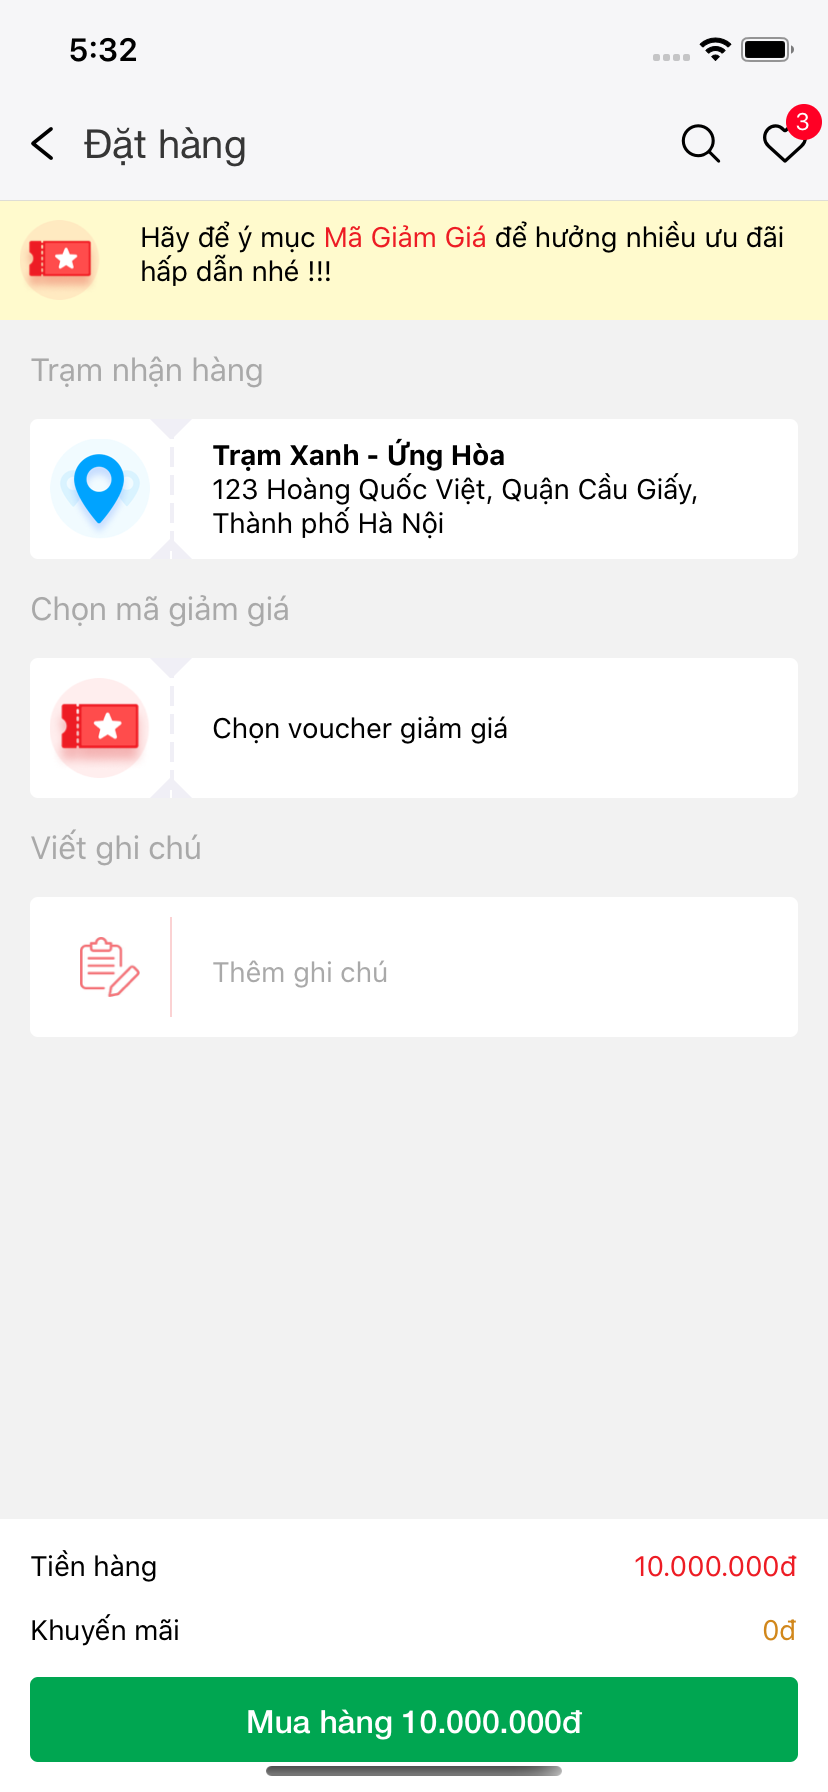 5:32
Đặt hàng
3
Hãy để ý mục Mã Giảm Giá để hưởng nhiều ưu đãi
hấp dẫn nhé !!!
Trạm nhận hàng
Trạm Xanh - Ứng Hòa
123 Hoàng Quốc Việt, Quận Cầu Giấy,
Thành phố Hà Nội
Chọn mã giảm giá
Chọn voucher giảm giá
Viết ghi chú
Thêm ghi chú
Tiền hàng 10.000.000đ
Khuyến mãi 0đ
Mua hàng 10.000.000đ